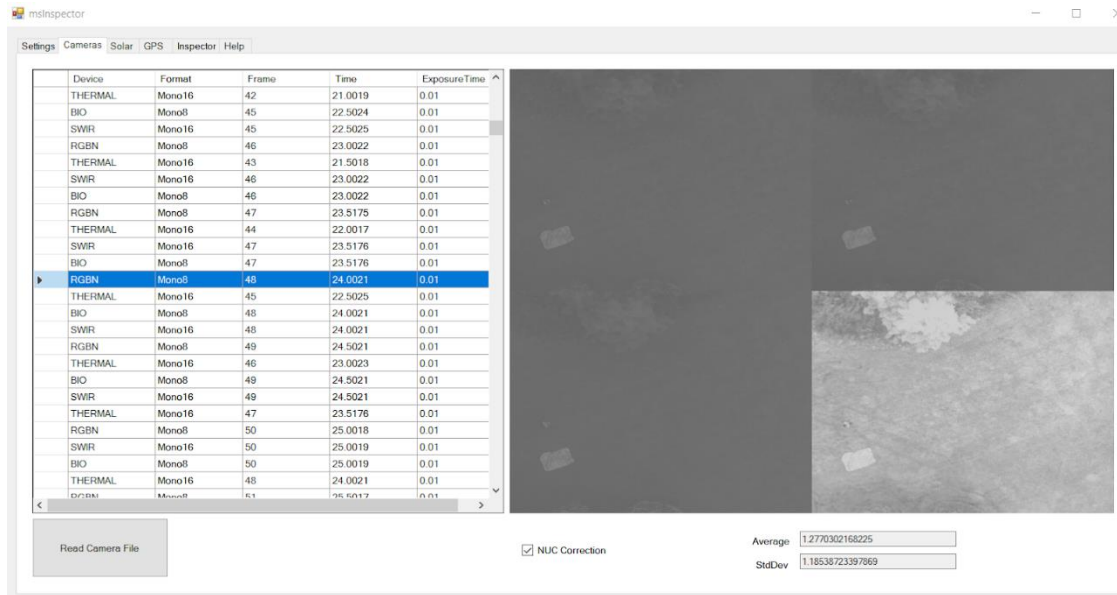 msInspector
Settings Cameras Solar GPS Inspector Help
Device Format Frame Time ExposureTime
THERMAL Mono16 42 21.0019 0.01
BIO Mono8 45 22.5024 0.01
SWIR Mono16 45 22.5025 0.01
RGBN Mono8 46 23.0022 0.01
THERMAL Mono16 43 21.5018 0.01
SWIR Mono16 46 23.0022 0.01
BIO Mono8 46 23.0022 0.01
RGBN Mono8 47 23.5175 0.01
THERMAL Mono16 44 22.0017 0.01
SWIR Mono16 47 23.5176 0.01
BIO Mono8 47 23.5176 0.01
RGBN Mono8 48 24.0021 0.01
THERMAL Mono16 45 22.5025 0.01
BIO Mono8 48 24.0021 0.01
SWIR Mono16 48 24.0021 0.01
RGBN Mono8 49 24.5021 0.01
THERMAL Mono16 46 23.0023 0.01
BIO Mono8 49 24.5021 0.01
SWIR Mono16 49 24.5021 0.01
THERMAL Mono16 47 23.5176 0.01
RGBN Mono8 50 25.0018 0.01
SWIR Mono16 50 25.0019 0.01
BIO Mono8 50 25.0019 0.01
THERMAL Mono16 48 24.0021 0.01
RGBN Mono8 51 25.5017 0.01
Read Camera File
NUC Correction
Average 1.2770302168225
StdDev 1.18538723397869